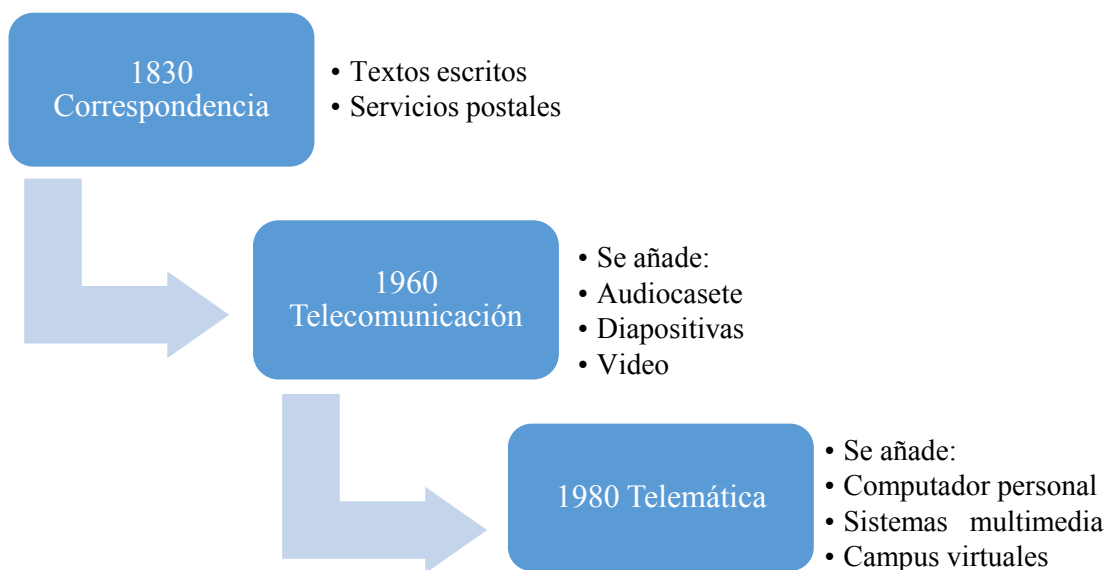 1830
Correspondencia
• Textos escritos
• Servicios postales
1960
Telecomunicación
• Se añade:
• Audiocasete
• Diapositivas
• Video
1980 Telemática
• Se añade:
• Computador personal
• Sistemas multimedia
• Campus virtuales